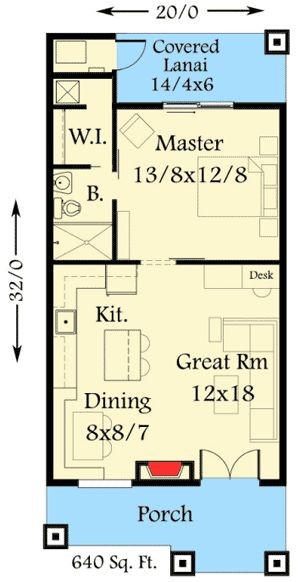 20/0
Covered
Lanai
14/4x6
W.I.
Master
13/8x12/8
B.
32/0
Desk
Kit.
Great Rm
12x18
Dining
8x8/7
Porch
640 Sq. Ft.